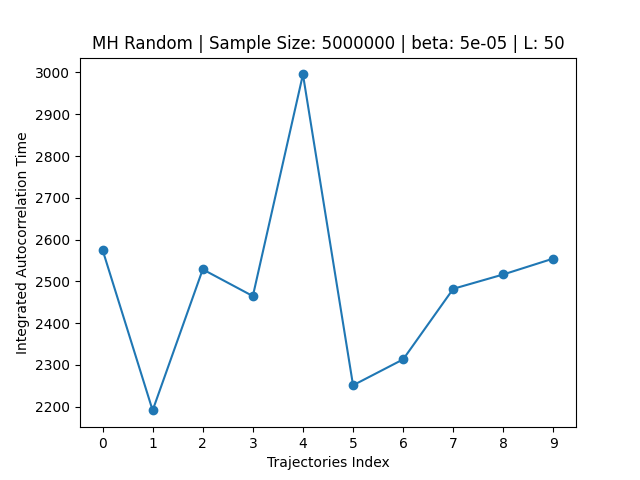 MH Random | Sample Size: 5000000 | beta: 5e-05 | L: 50
Integrated Autocorrelation Time
3000
2900
2800
2700
2600
2500
2400
2300
2200
0 1 2 3 4 5 6 7 8 9
Trajectories Index